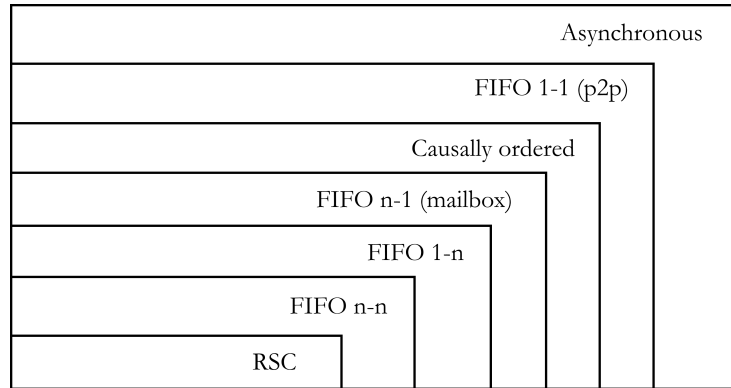 Asynchronous
FIFO 1-1 (p2p)
Causally ordered
FIFO n-1 (mailbox)
FIFO 1-n
FIFO n-n
RSC